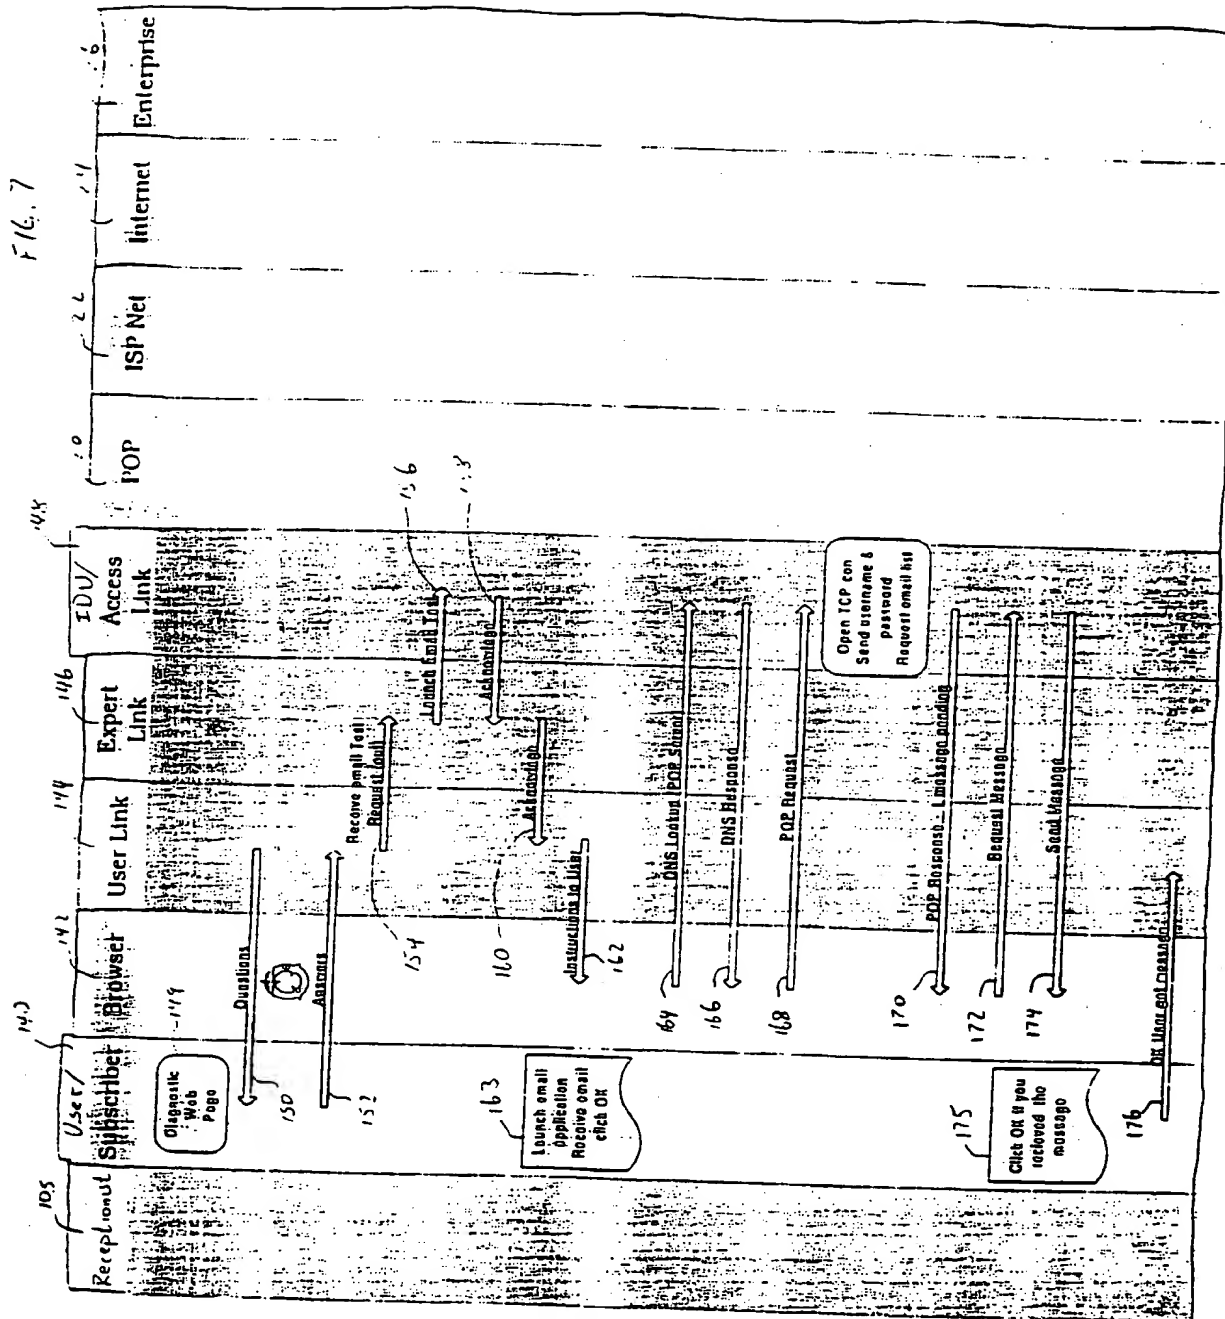 FIG. 7
105
Receptionist
User/
Subscriber
142
Browser
144
User Link
146
Expert
Link
148
IDU/
Access
Link
POP
22
ISP Net
14
Internet
Enterprise
149
Diagnostic
Web
Page
Questions
150
Answers
152
Receive email Test
Request tool
154
Launch Email Test
156
Acknowledge
158
Acknowledge
160
Instructions to User
162
163
Launch email
application
Receive email
click OK
DNS Lookup (POP Server)
164
DNS Response
166
POP Request
168
Open TCP con
Send username &
password
Request email list
POP Response - 1 message pending
170
Request Message
172
Send Message
174
175
Click OK if you
recieved the
message
OK User got message
176